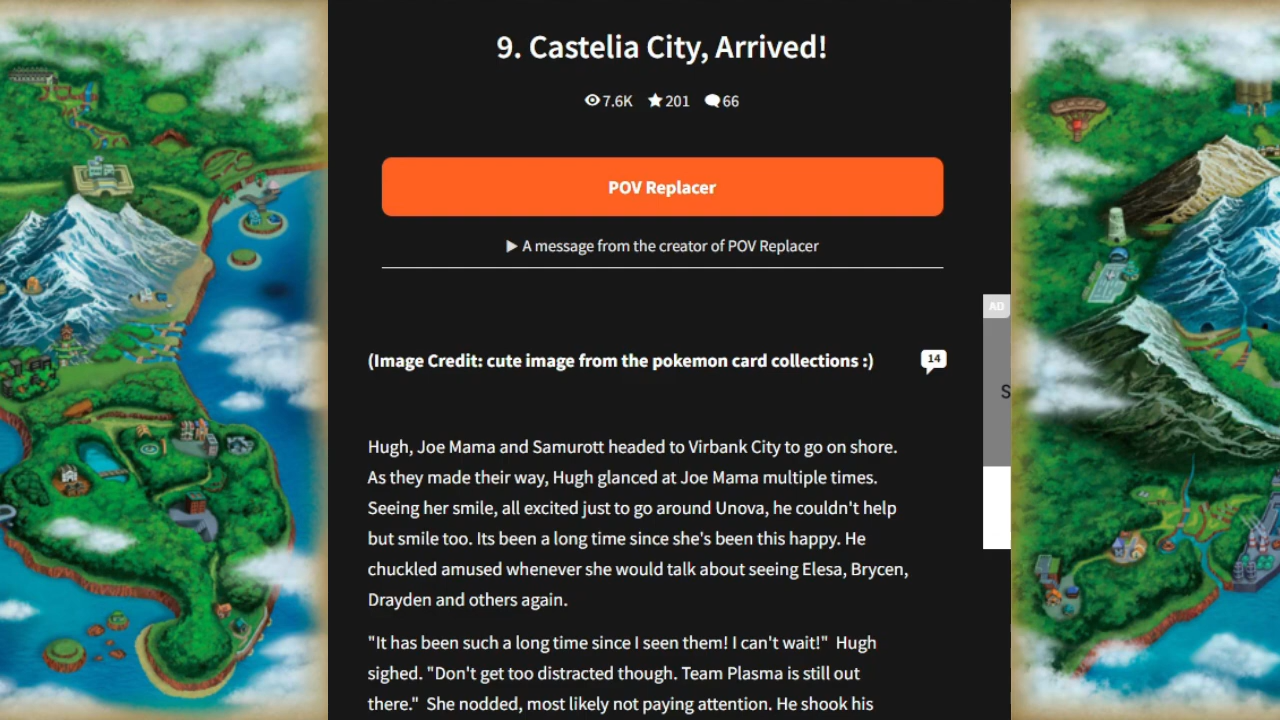 9. Castelia City, Arrived!
7.6K 201 66
POV Replacer
▶ A message from the creator of POV Replacer
AD
(Image Credit: cute image from the pokemon card collections :)
14
S
Hugh, Joe Mama and Samurott headed to Virbank City to go on shore.
As they made their way, Hugh glanced at Joe Mama multiple times.
Seeing her smile, all excited just to go around Unova, he couldn't help
but smile too. Its been a long time since she's been this happy. He
chuckled amused whenever she would talk about seeing Elesa, Brycen,
Drayden and others again.
"It has been such a long time since I seen them! I can't wait!"  Hugh
sighed. "Don't get too distracted though. Team Plasma is still out
there."  She nodded, most likely not paying attention. He shook his